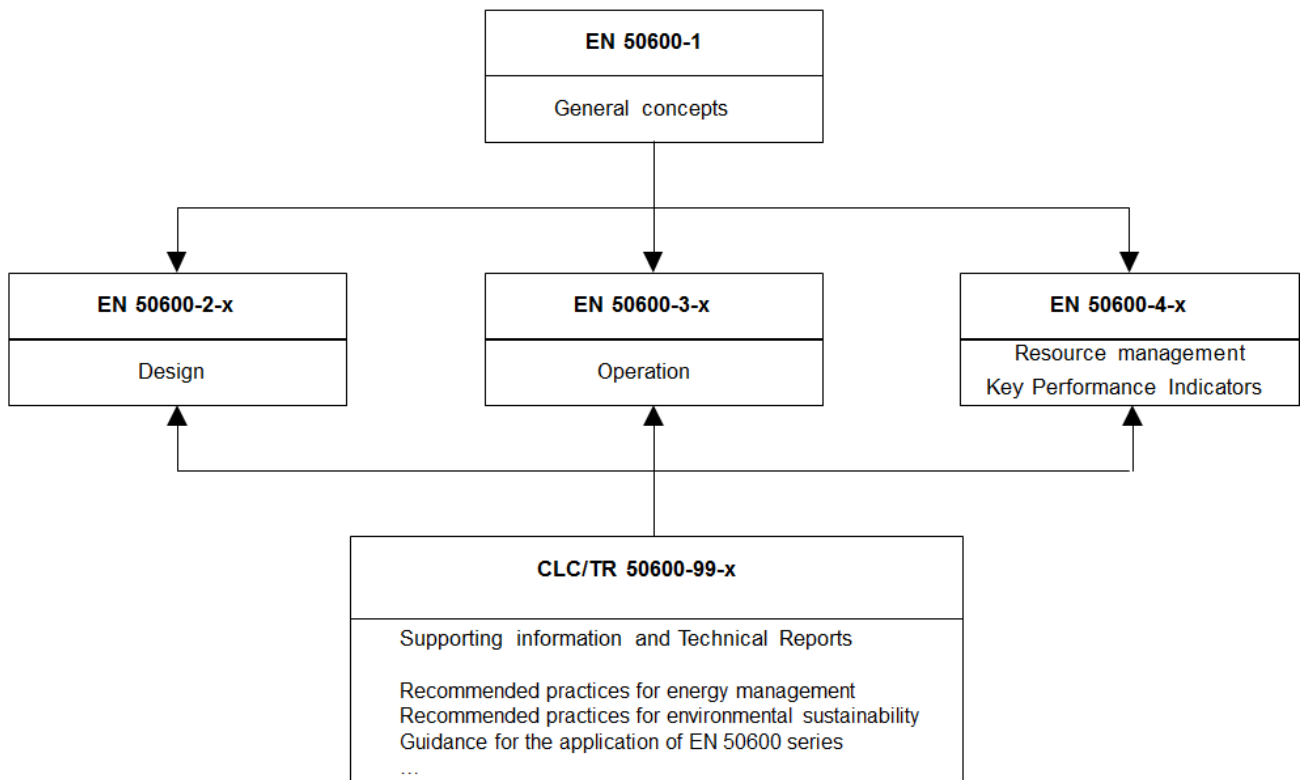 EN 50600-1
General concepts
EN 50600-2-x
Design
EN 50600-3-x
Operation
EN 50600-4-x
Resource management
Key Performance Indicators
CLC/TR 50600-99-x
Supporting information and Technical Reports
Recommended practices for energy management
Recommended practices for environmental sustainability
Guidance for the application of EN 50600 series
...